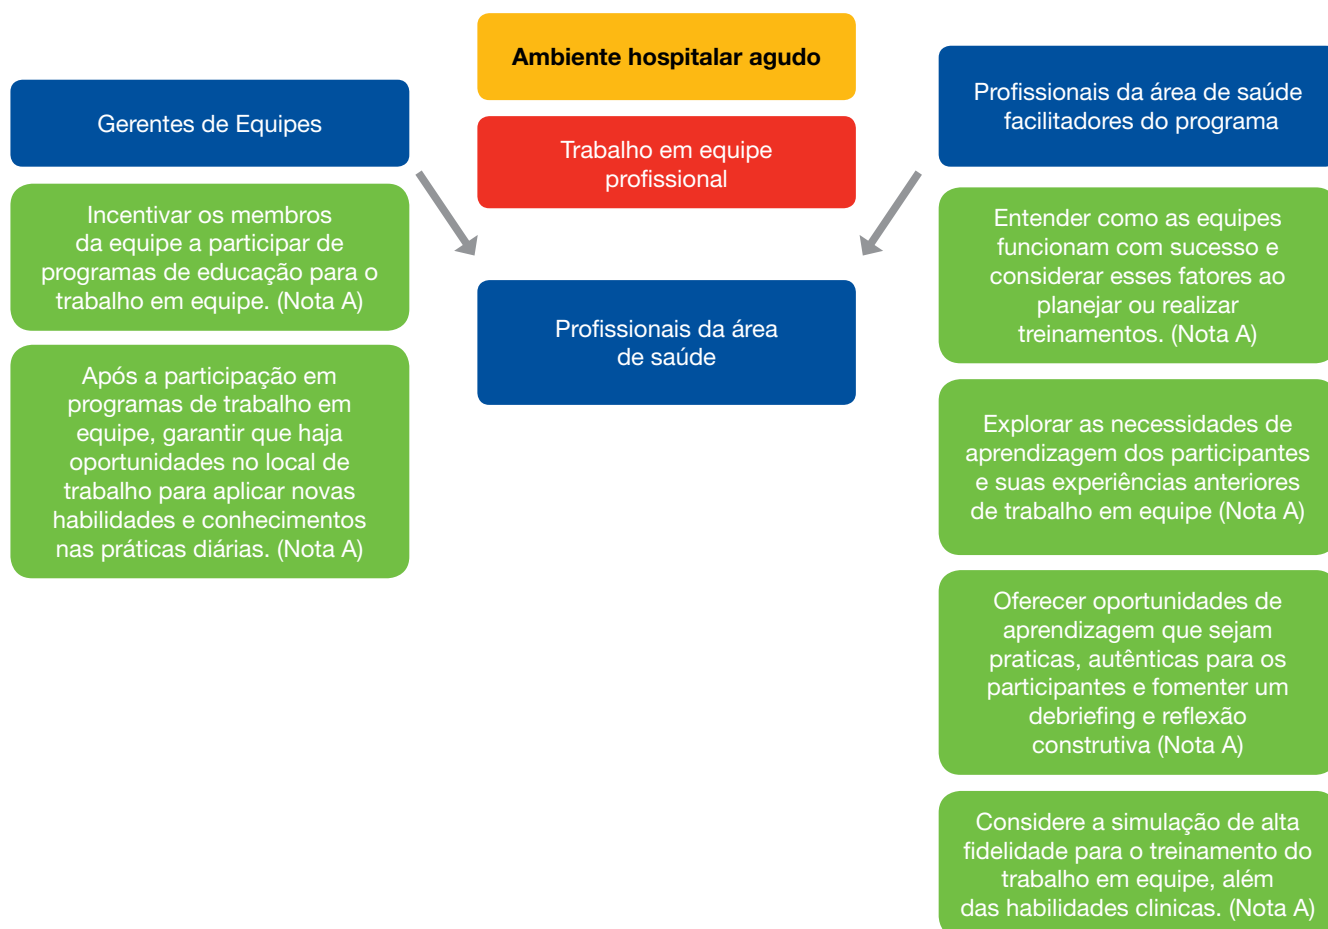 Ambiente hospitalar agudo
Trabalho em equipe
profissional
Gerentes de Equipes
Incentivar os membros
da equipe a participar de
programas de educação para o
trabalho em equipe. (Nota A)
Após a participação em
programas de trabalho em
equipe, garantir que haja
oportunidades no local de
trabalho para aplicar novas
habilidades e conhecimentos
nas práticas diárias. (Nota A)
Profissionais da área
de saúde
Profissionais da área de saúde
facilitadores do programa
Entender como as equipes
funcionam com sucesso e
considerar esses fatores ao
planejar ou realizar
treinamentos. (Nota A)
Explorar as necessidades de
aprendizagem dos participantes
e suas experiências anteriores
de trabalho em equipe (Nota A)
Oferecer oportunidades de
aprendizagem que sejam
praticas, autênticas para os
participantes e fomenter um
debriefing e reflexão
construtiva (Nota A)
Considere a simulação de alta
fidelidade para o treinamento do
trabalho em equipe, além
das habilidades clinicas. (Nota A)